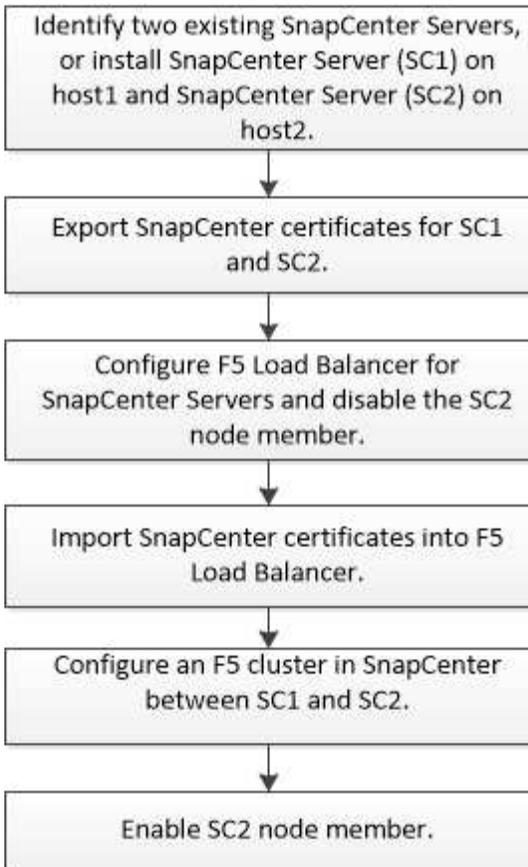 Identify two existing SnapCenter Servers,
or install SnapCenter Server (SC1) on
host1 and SnapCenter Server (SC2) on
host2.
Export SnapCenter certificates for SC1
and SC2.
Configure F5 Load Balancer for
SnapCenter Servers and disable the SC2
node member.
Import SnapCenter certificates into F5
Load Balancer.
Configure an F5 cluster in SnapCenter
between SC1 and SC2.
Enable SC2 node member.